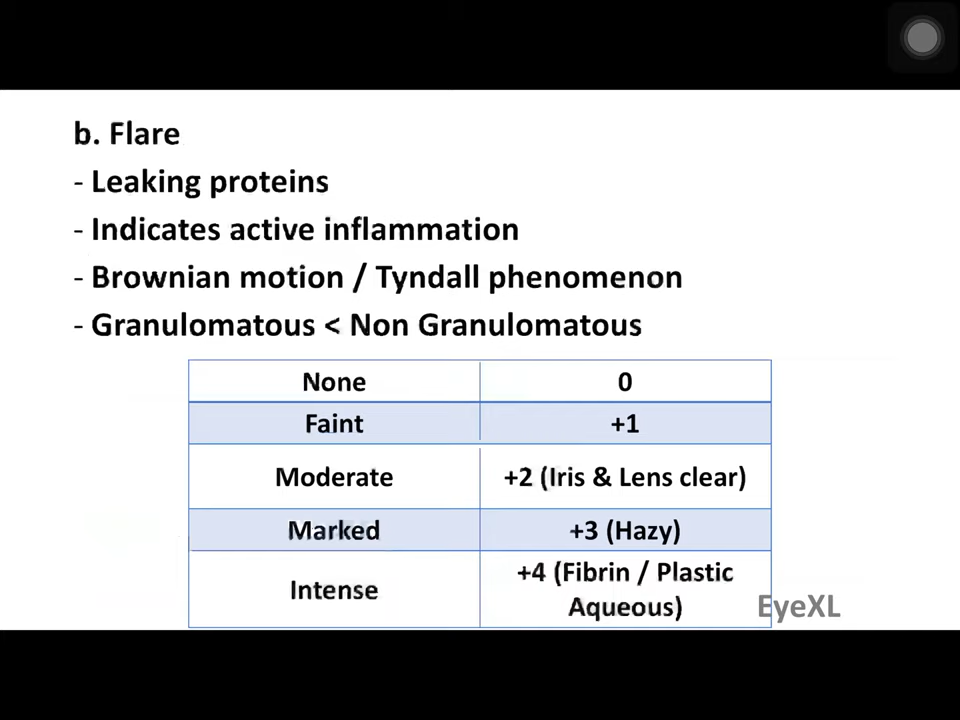 b. Flare
- Leaking proteins
- Indicates active inflammation
- Brownian motion / Tyndall phenomenon
- Granulomatous < Non Granulomatous
None 0
Faint +1
Moderate +2 (Iris & Lens clear)
Marked +3 (Hazy)
Intense +4 (Fibrin / Plastic
Aqueous)
EyeXL